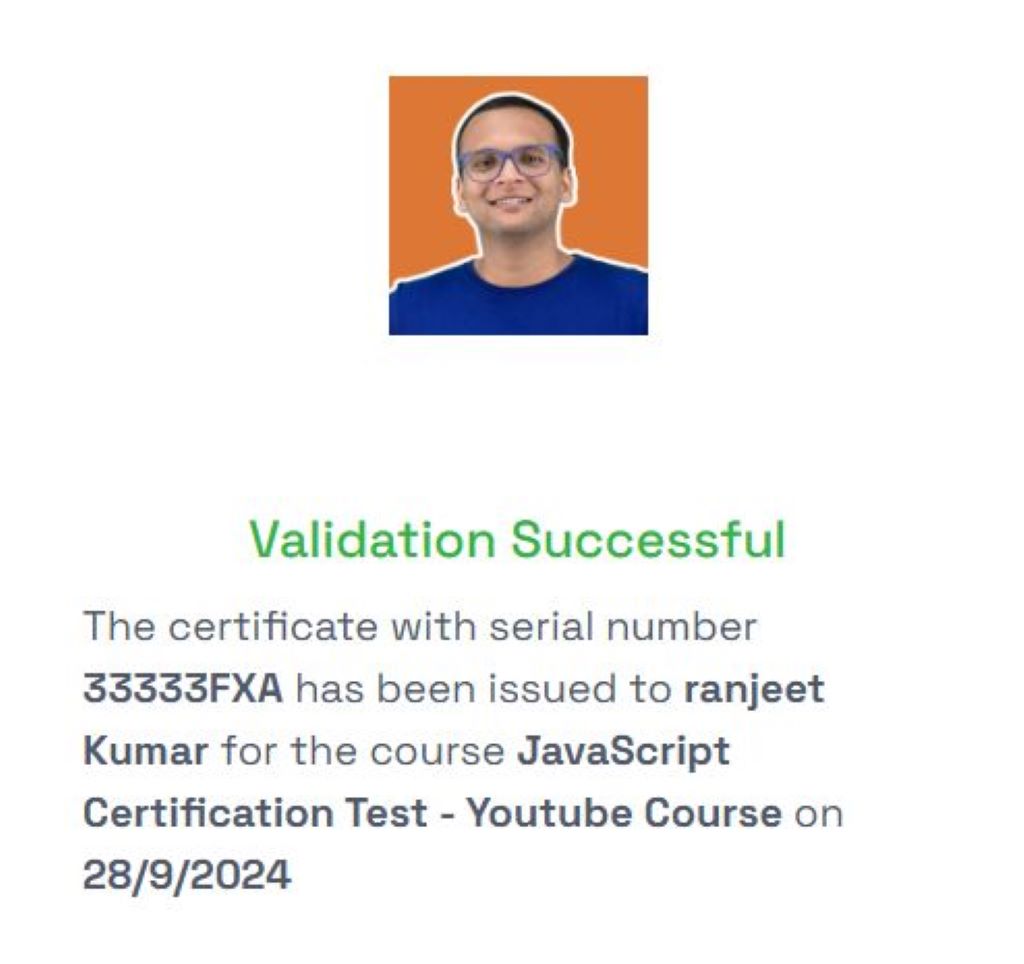 Validation Successful
The certificate with serial number
33333FXA has been issued to ranjeet
Kumar for the course JavaScript
Certification Test - Youtube Course on
28/9/2024